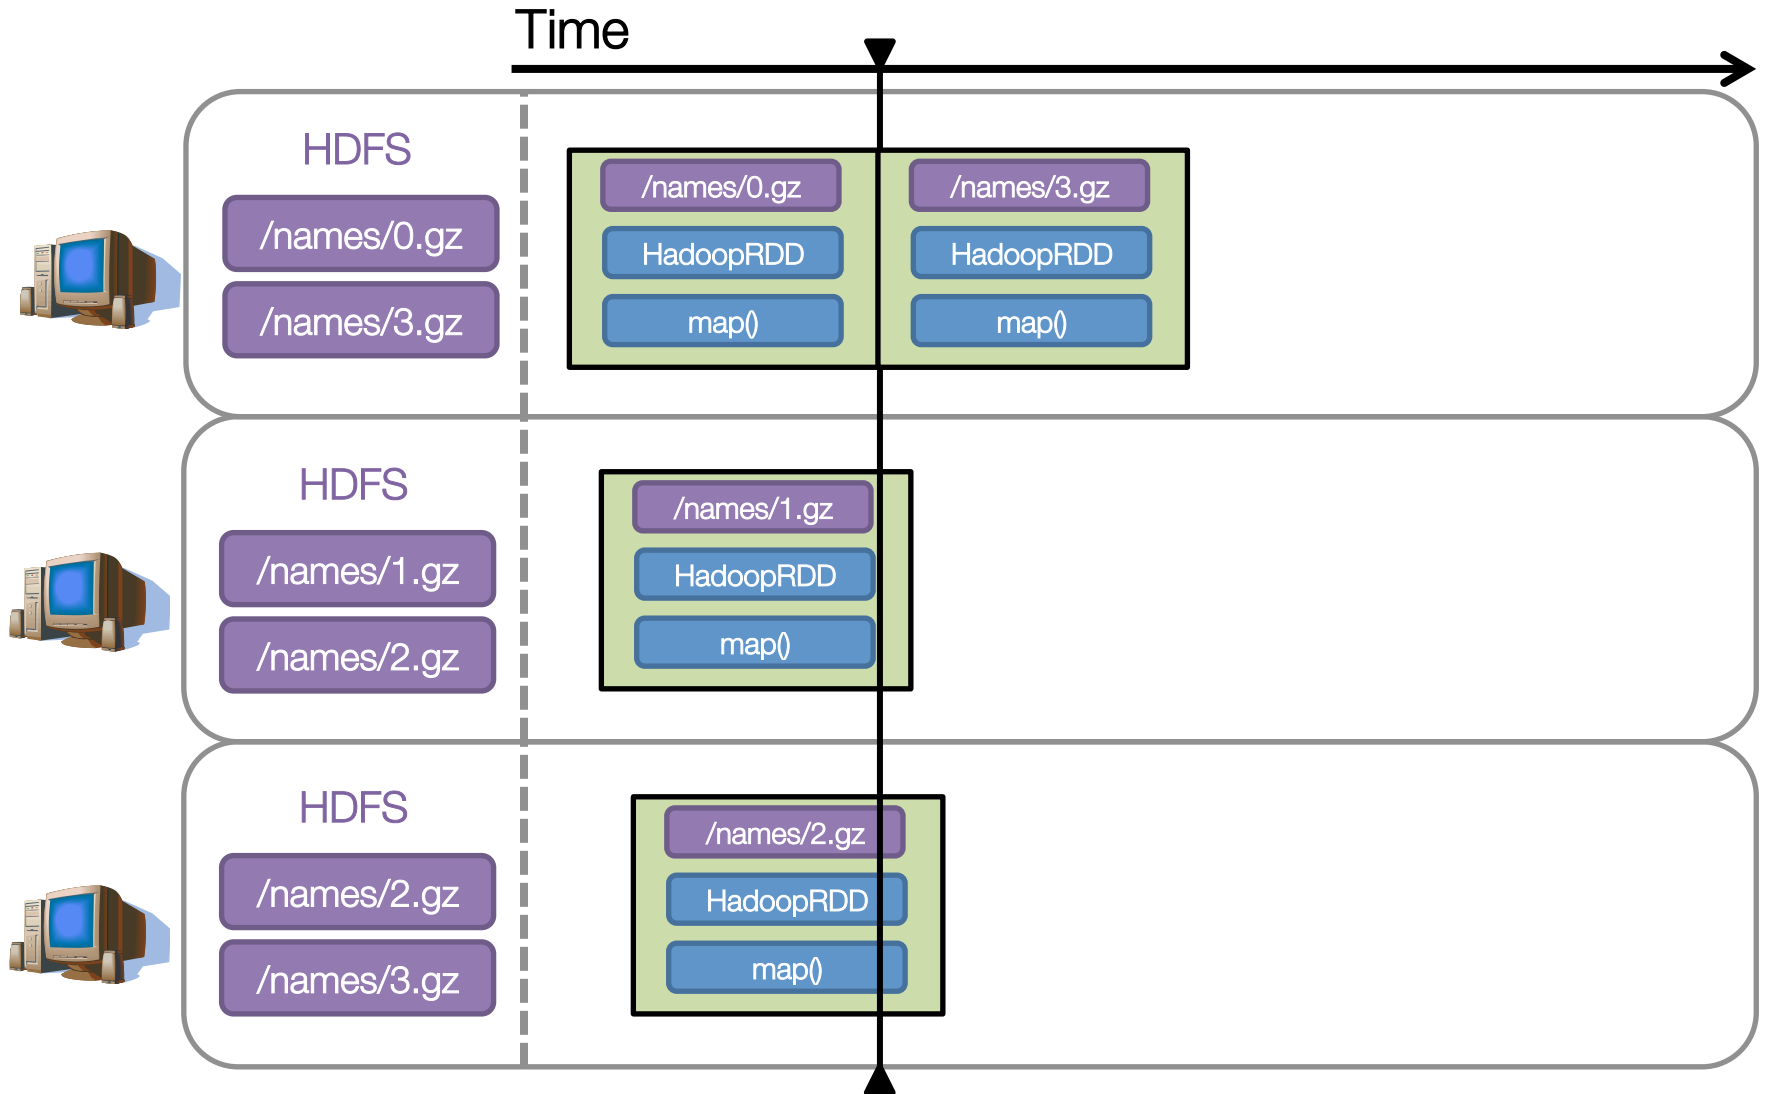 Time
HDFS
/names/0.gz
/names/3.gz
/names/0.gz
HadoopRDD
map()
/names/3.gz
HadoopRDD
map()
HDFS
/names/1.gz
/names/2.gz
/names/1.gz
HadoopRDD
map()
HDFS
/names/2.gz
/names/3.gz
/names/2.gz
HadoopRDD
map()